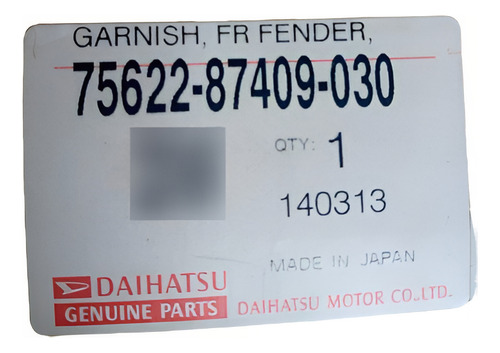 GARNISH, FR FENDER,
75622-87409-030
QTY: 1
140313
MADE IN JAPAN
DAIHATSU
GENUINE PARTS
DAIHATSU MOTOR CO.,LTD.